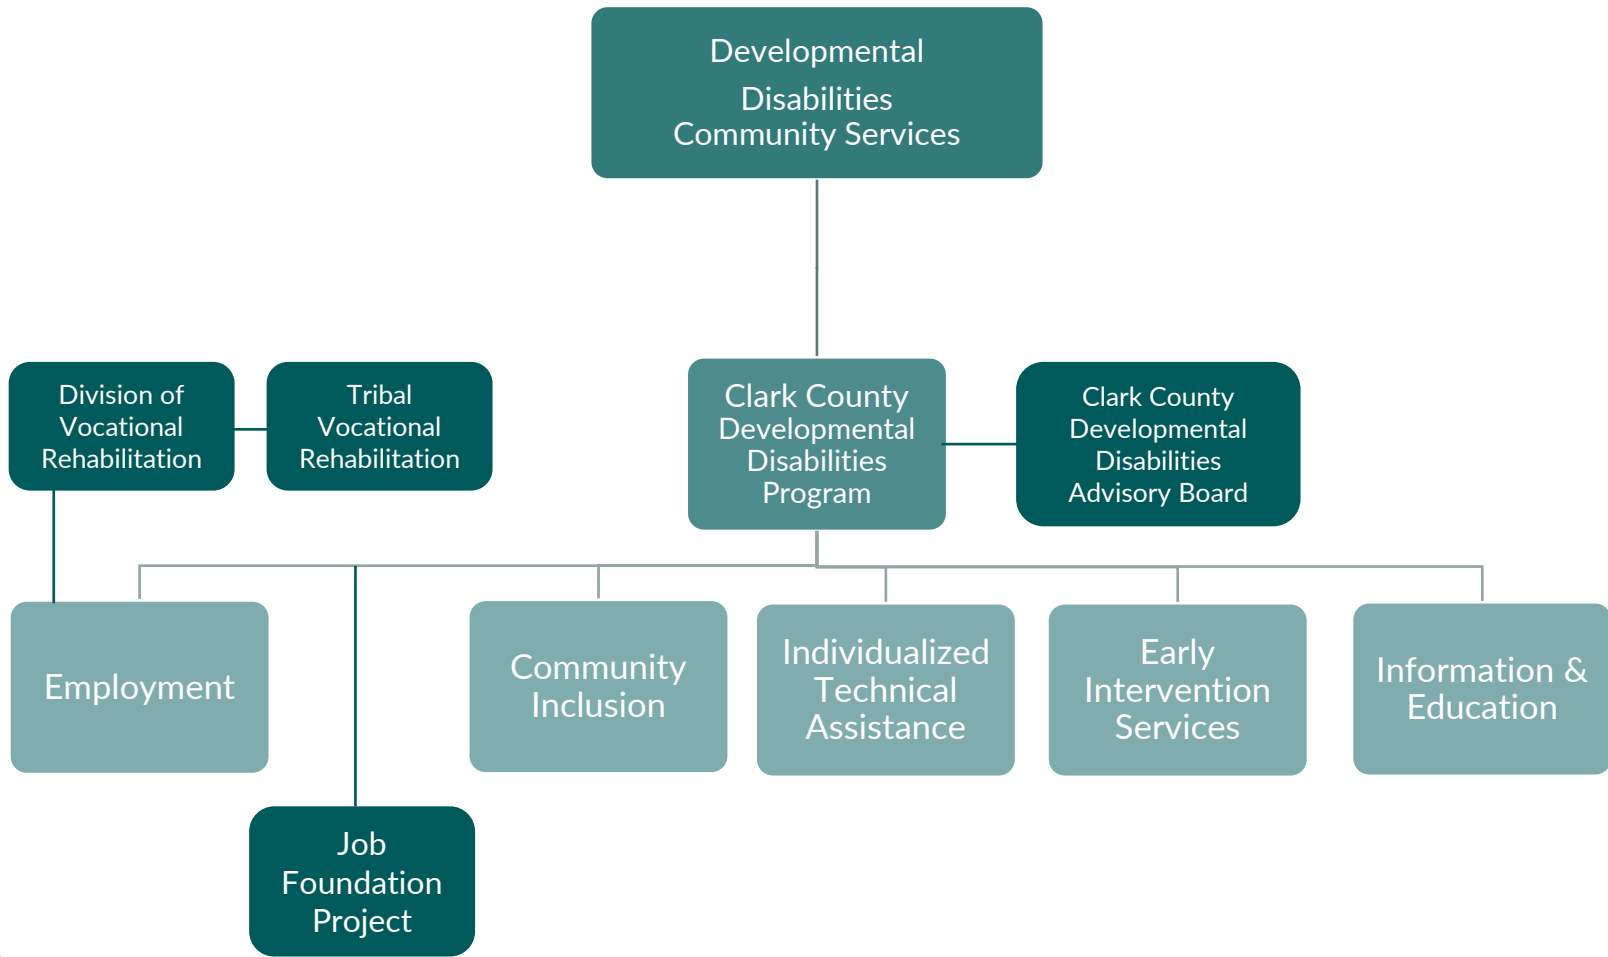 Developmental
Disabilities
Community Services
Division of
Vocational
Rehabilitation
Tribal
Vocational
Rehabilitation
Clark County
Developmental
Disabilities
Program
Clark County
Developmental
Disabilities
Advisory Board
Employment
Community
Inclusion
Individualized
Technical
Assistance
Early
Intervention
Services
Information &
Education
Job
Foundation
Project